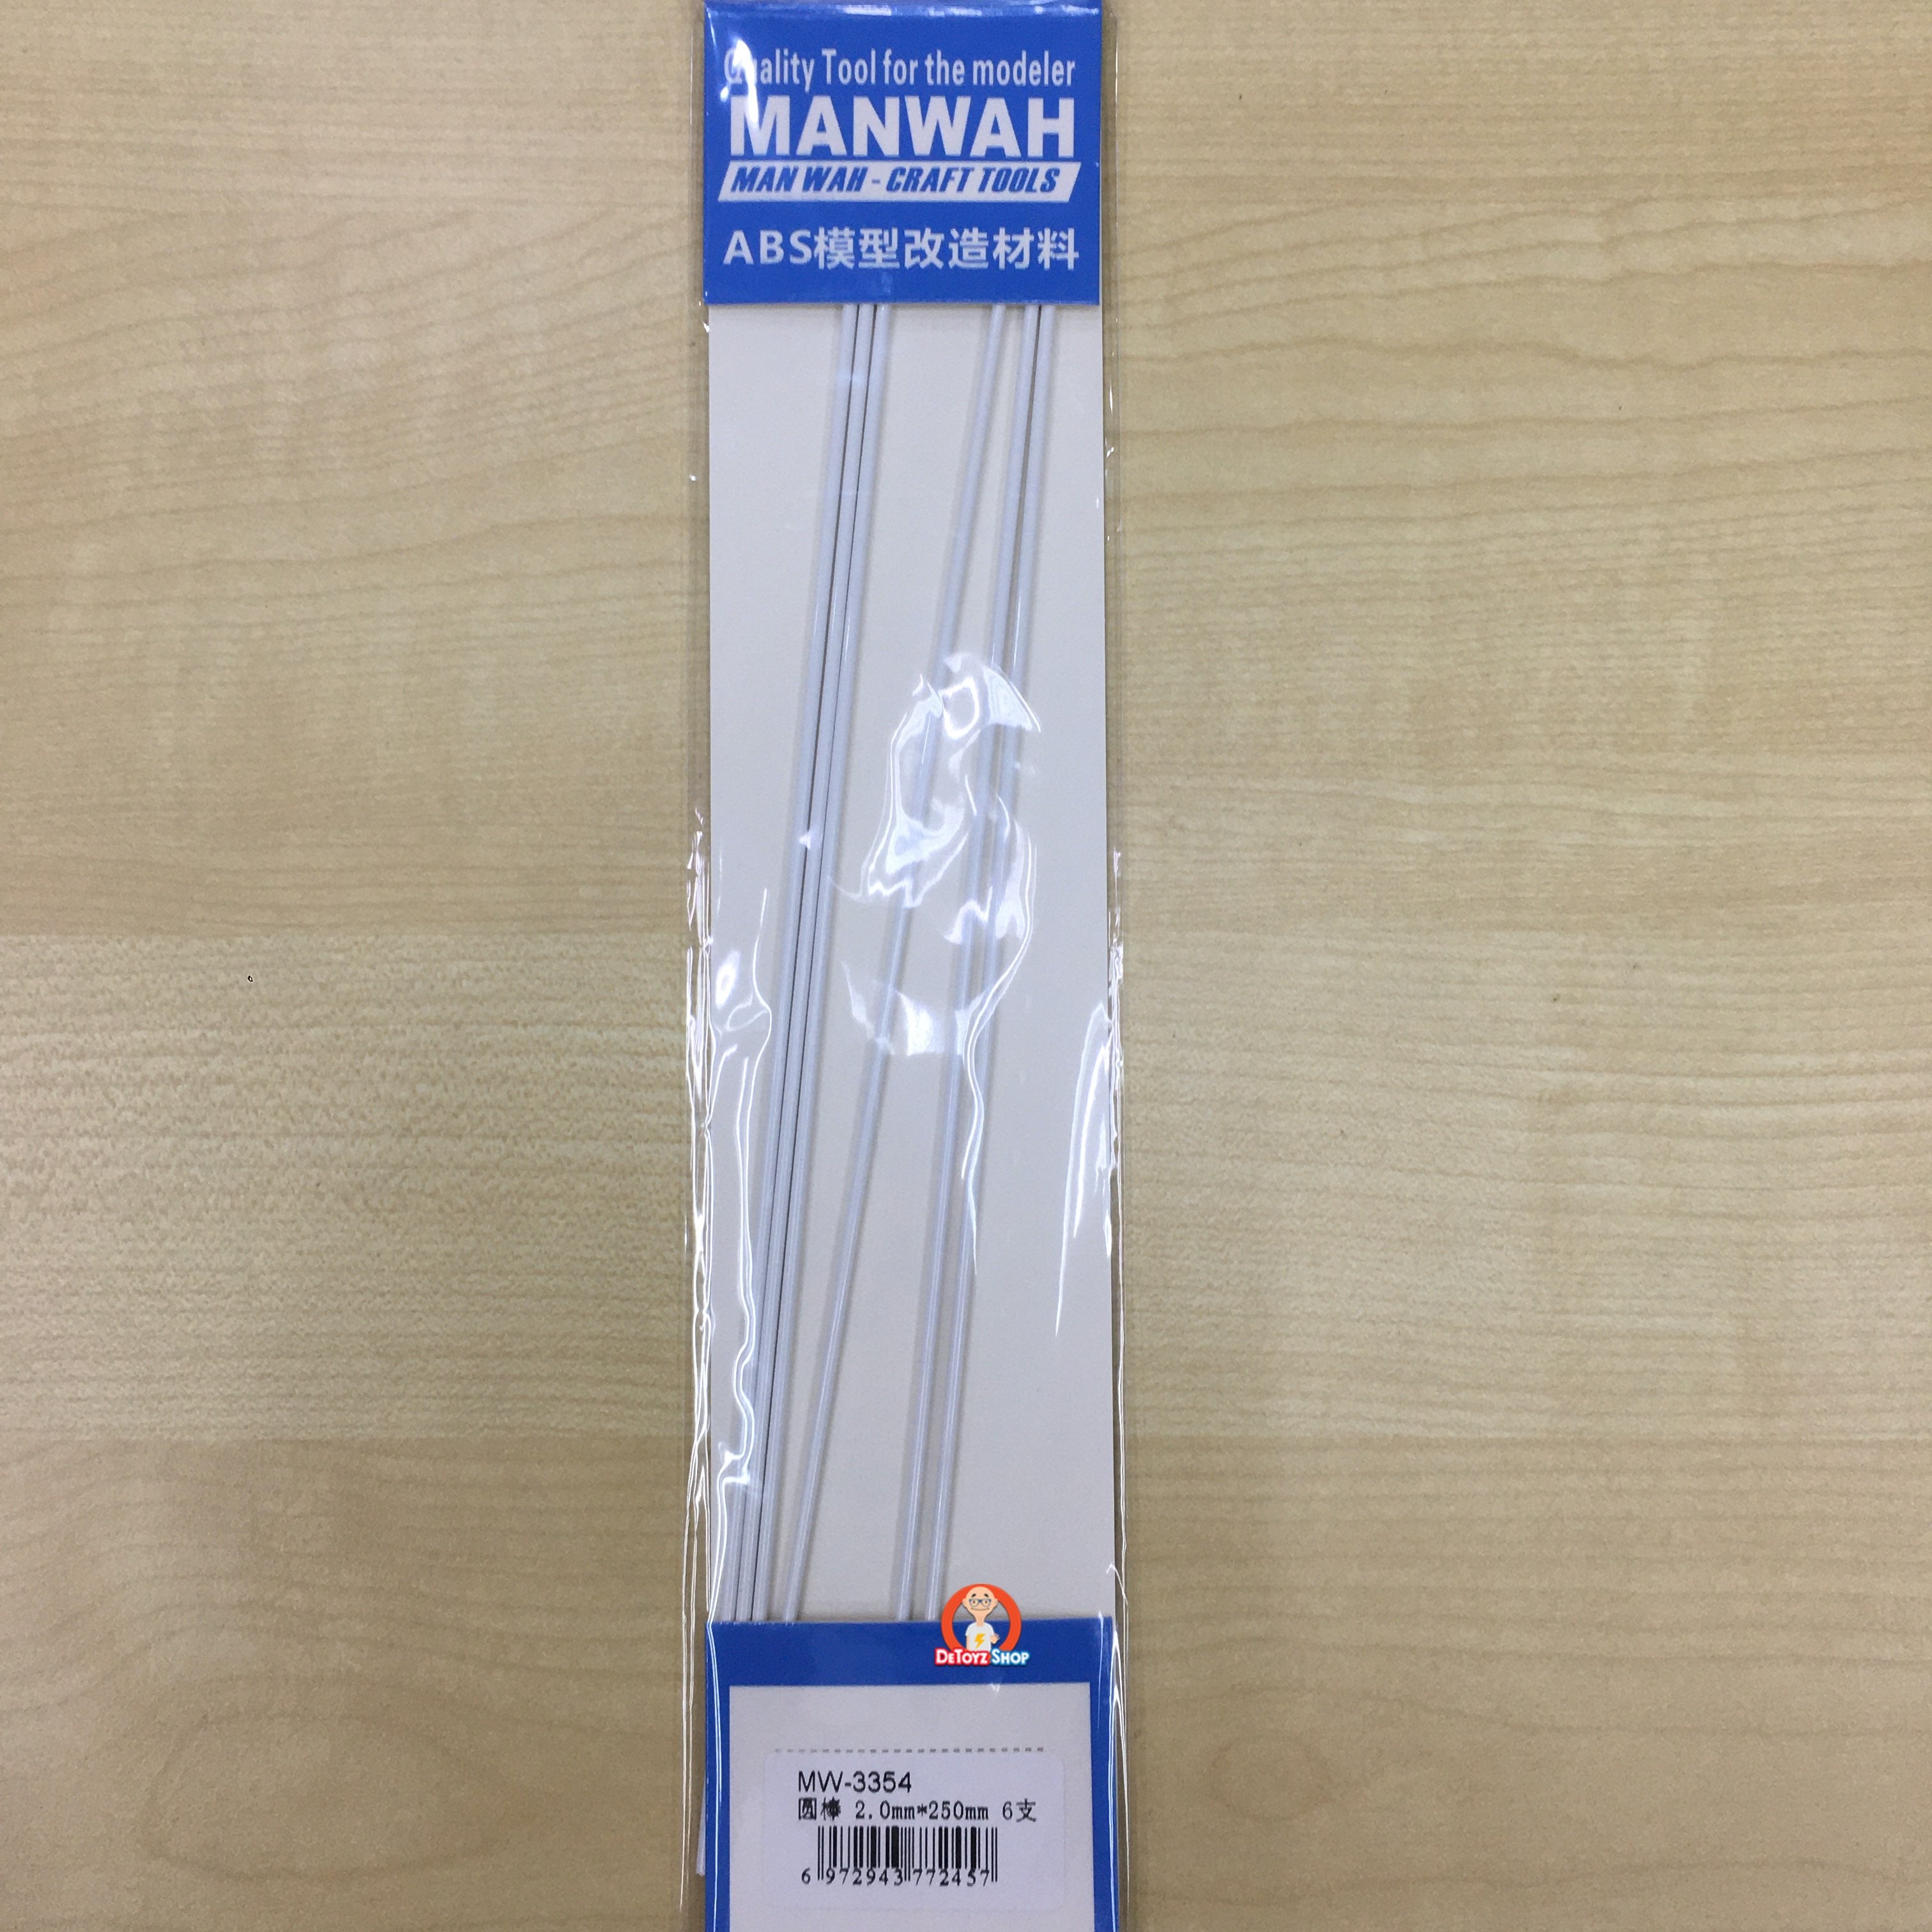 Quality Tool for the modeler
MANWAH
MAN WAH - CRAFT TOOLS
ABS模型改造材料
DeToyz Shop
MW-3354
圆棒 2.0mm*250mm 6支
6 972943 772457